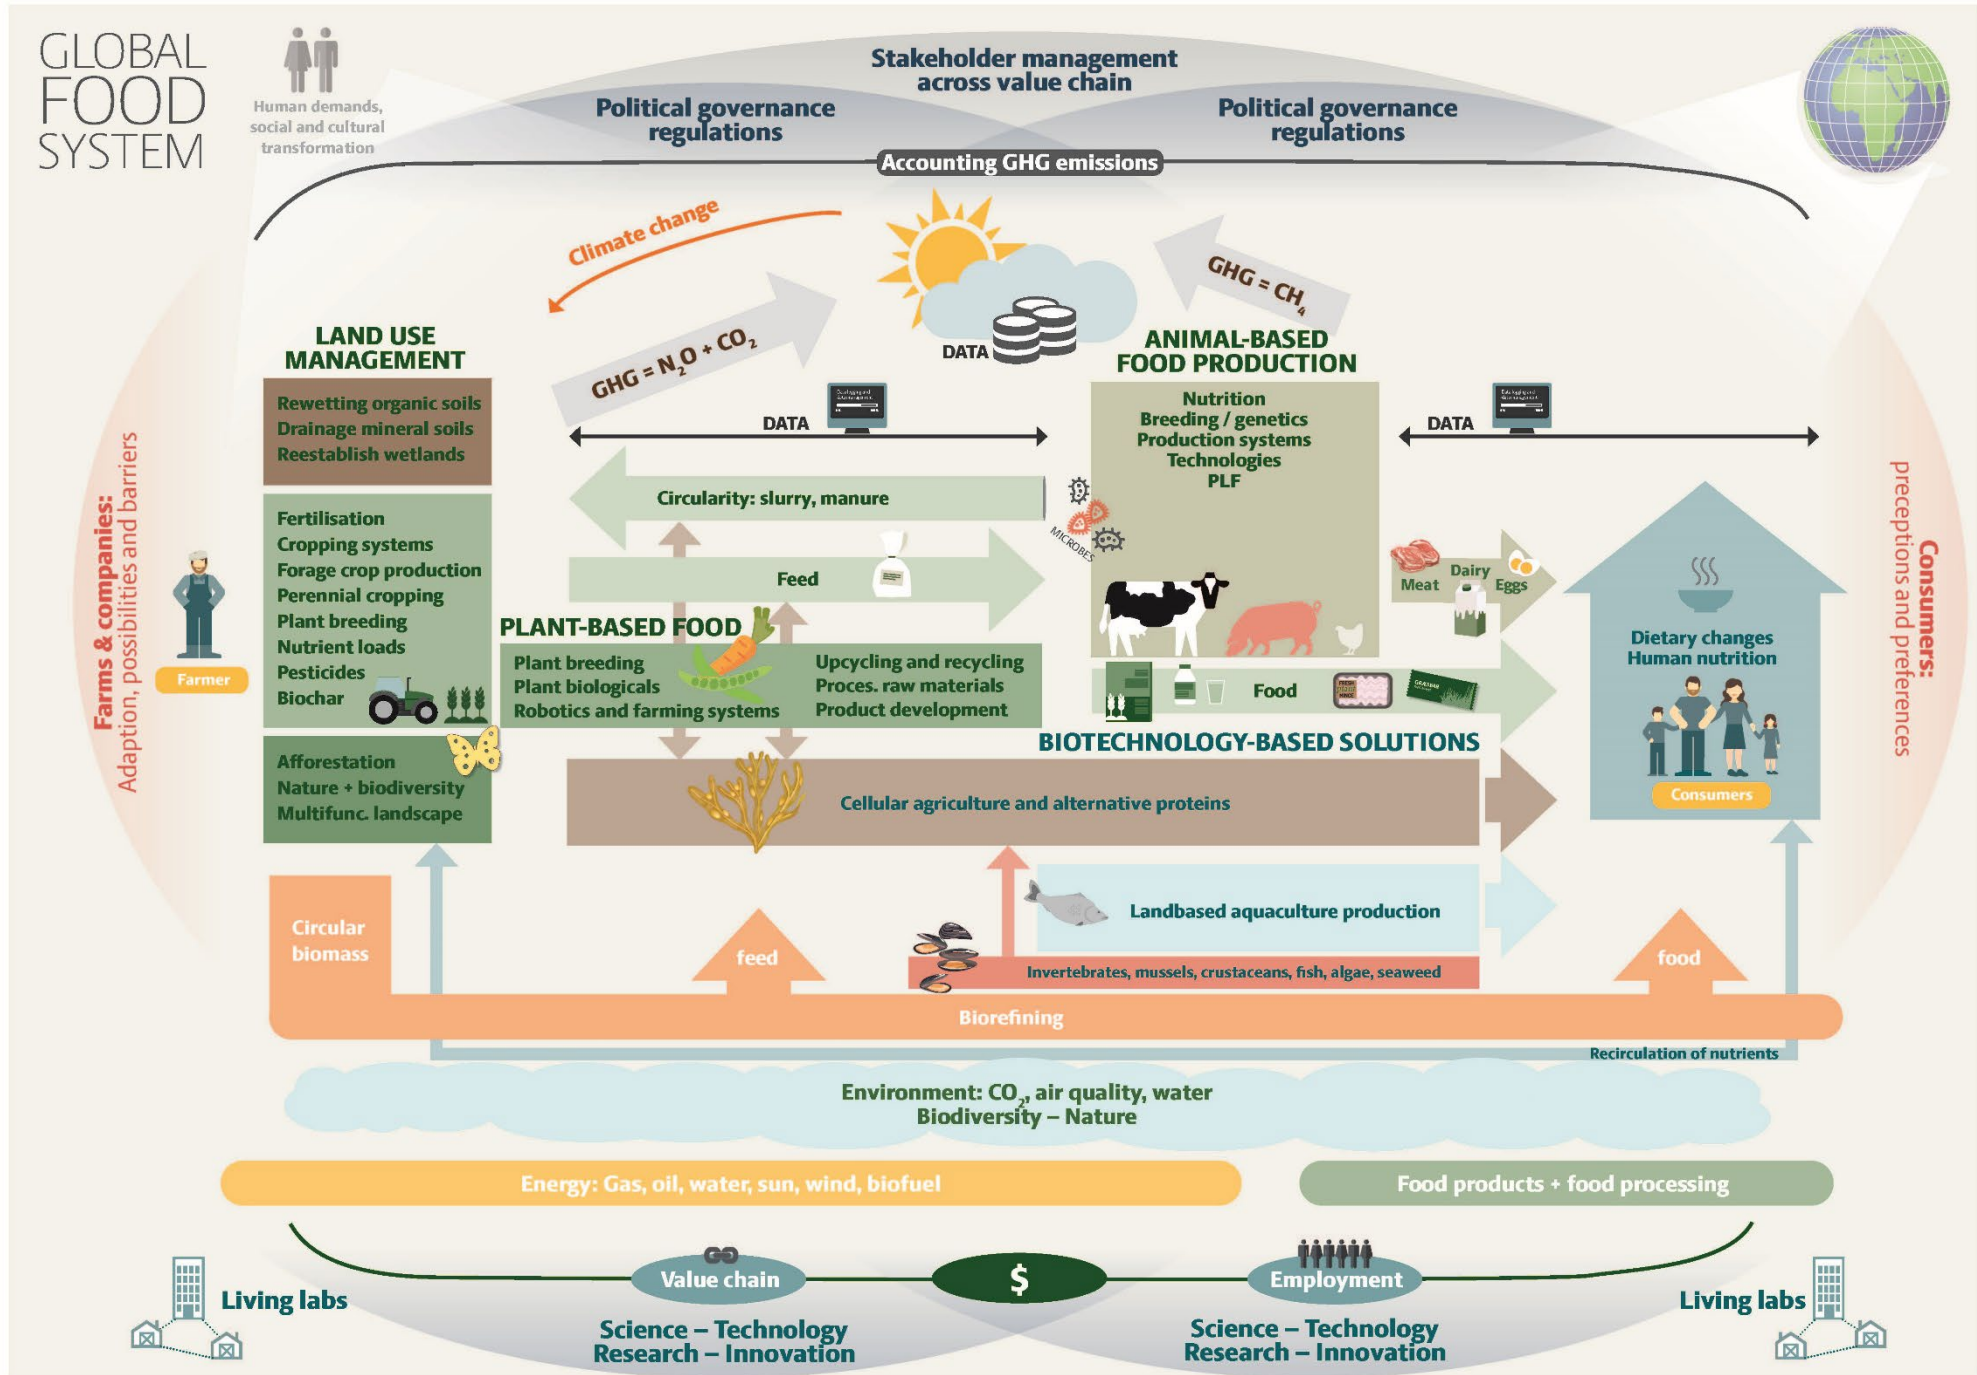 GLOBAL
FOOD
SYSTEM
Human demands,
social and cultural
transformation
Stakeholder management
across value chain
Political governance
regulations
Political governance
regulations
Accounting GHG emissions
Climate change
GHG = N₂O + CO₂
GHG = CH₄
DATA
LAND USE
MANAGEMENT
Rewetting organic soils
Drainage mineral soils
Reestablish wetlands
Fertilisation
Cropping systems
Forage crop production
Perennial cropping
Plant breeding
Nutrient loads
Pesticides
Biochar
Afforestation
Nature + biodiversity
Multifunc. landscape
Farms & companies:
Adaption, possibilities and barriers
Farmer
DATA
Circularity: slurry, manure
Feed
MICROBES
PLANT-BASED FOOD
Plant breeding
Plant biologicals
Robotics and farming systems
Upcycling and recycling
Proces. raw materials
Product development
ANIMAL-BASED
FOOD PRODUCTION
Nutrition
Breeding / genetics
Production systems
Technologies
PLF
DATA
Meat
Dairy
Eggs
Food
BIOTECHNOLOGY-BASED SOLUTIONS
Cellular agriculture and alternative proteins
Landbased aquaculture production
Invertebrates, mussels, crustaceans, fish, algae, seaweed
Dietary changes
Human nutrition
Consumers
Consumers:
preceptions and preferences
Circular
biomass
feed
food
Biorefining
Recirculation of nutrients
Environment: CO₂, air quality, water
Biodiversity – Nature
Energy: Gas, oil, water, sun, wind, biofuel
Food products + food processing
Living labs
Value chain
$
Employment
Living labs
Science – Technology
Research – Innovation
Science – Technology
Research – Innovation